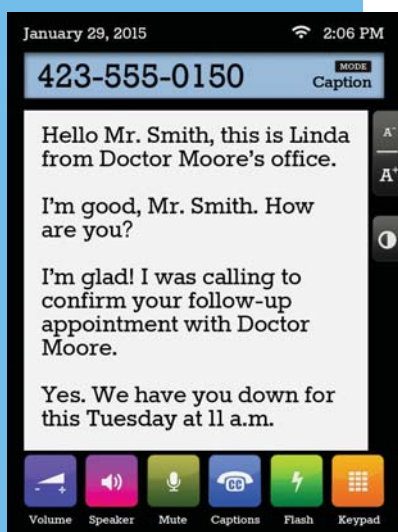 January 29, 2015 2:06 PM
423-555-0150 MODE
Caption
Hello Mr. Smith, this is Linda
from Doctor Moore's office.
I'm good, Mr. Smith. How
are you?
I'm glad! I was calling to
confirm your follow-up
appointment with Doctor
Moore.
Yes. We have you down for
this Tuesday at 11 a.m.
A-
A+
- +
CC
Volume Speaker Mute Captions Flash Keypad